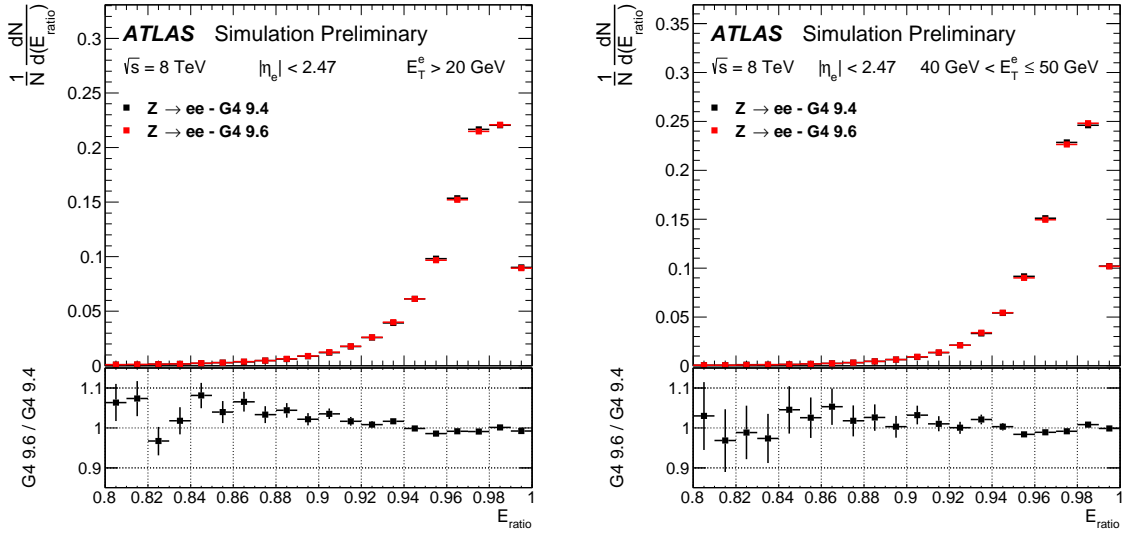 1/N dN/d(E_ratio)
ATLAS Simulation Preliminary
√s = 8 TeV |η_e| < 2.47 E_T^e > 20 GeV
Z → ee - G4 9.4
Z → ee - G4 9.6
0.3
0.25
0.2
0.15
0.1
0.05
0
G4 9.6 / G4 9.4
1.1
1
0.9
0.8 0.82 0.84 0.86 0.88 0.9 0.92 0.94 0.96 0.98 1
E_ratio
1/N dN/d(E_ratio)
ATLAS Simulation Preliminary
√s = 8 TeV |η_e| < 2.47 40 GeV < E_T^e ≤ 50 GeV
Z → ee - G4 9.4
Z → ee - G4 9.6
0.35
0.3
0.25
0.2
0.15
0.1
0.05
0
G4 9.6 / G4 9.4
1.1
1
0.9
0.8 0.82 0.84 0.86 0.88 0.9 0.92 0.94 0.96 0.98 1
E_ratio